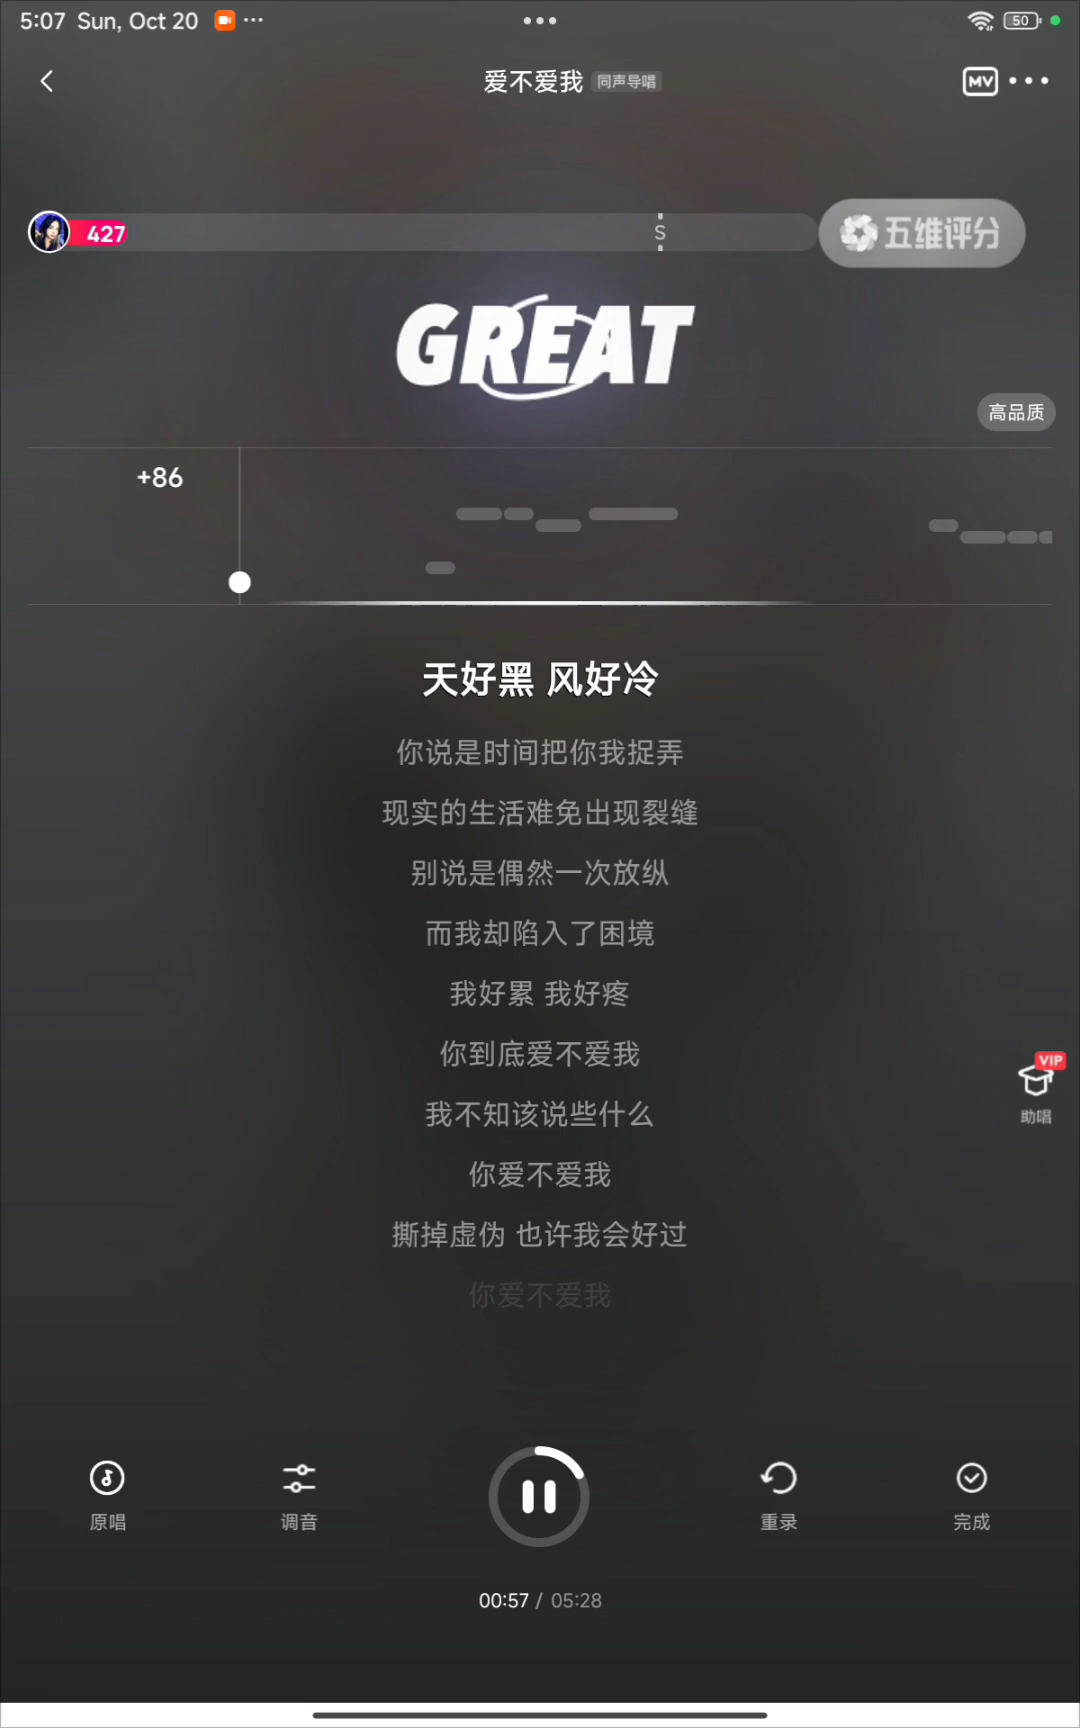 5:07 Sun, Oct 20
50
爱不爱我 同声导唱
MV
427
S
五维评分
GREAT
高品质
+86
天好黑 风好冷
你说是时间把你我捉弄
现实的生活难免出现裂缝
别说是偶然一次放纵
而我却陷入了困境
我好累 我好疼
你到底爱不爱我
我不知该说些什么
你爱不爱我
撕掉虚伪 也许我会好过
你爱不爱我
VIP
助唱
原唱
调音
重录
完成
00:57 / 05:28